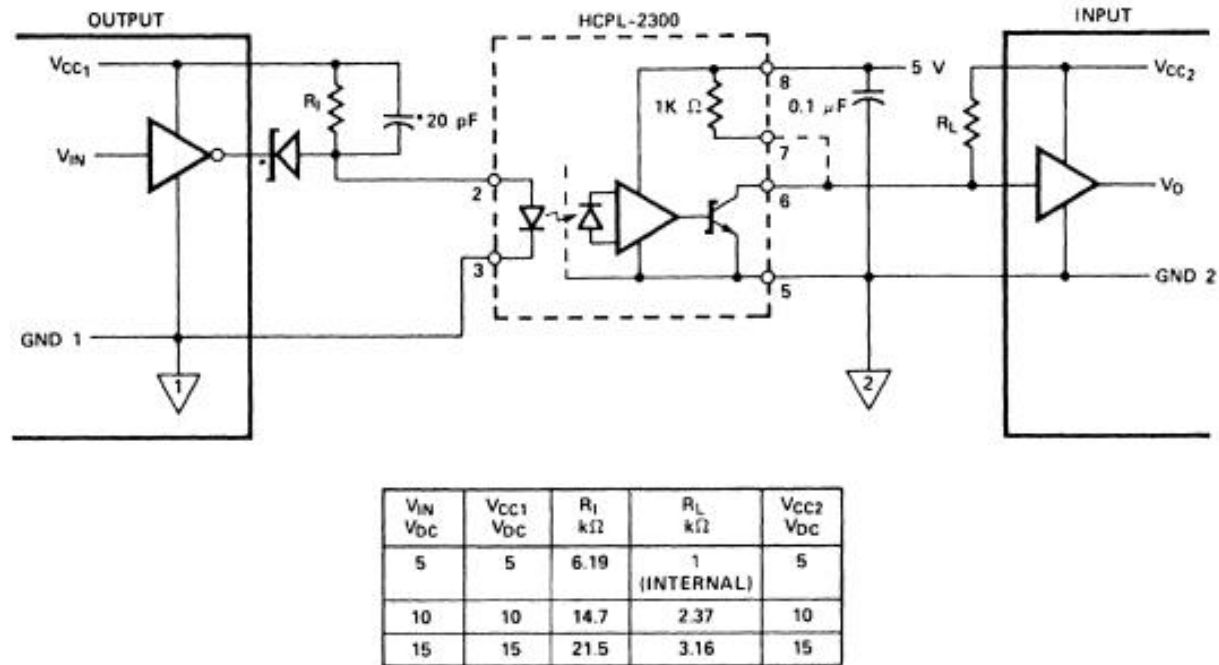 OUTPUT
HCPL-2300
INPUT
VCC1
RI
*20 pF
VIN
*
2
3
GND 1
1
8
1K Ω
7
6
5
5 V
0.1 μF
2
RL
VCC2
VO
GND 2
VIN VDC VCC1 VDC RI kΩ RL kΩ VCC2 VDC
5 5 6.19 1 (INTERNAL) 5
10 10 14.7 2.37 10
15 15 21.5 3.16 15